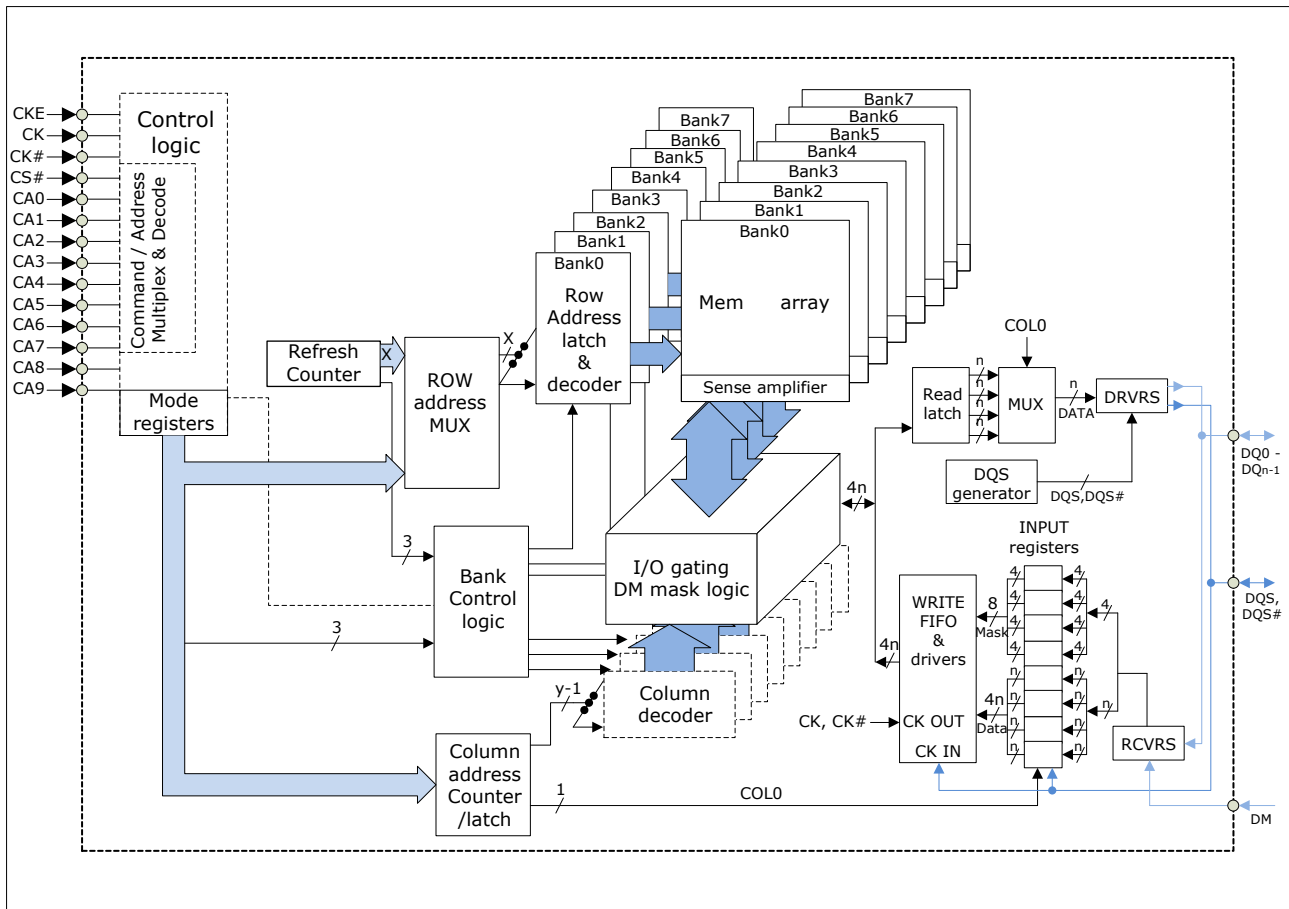 CKE
CK
CK#
CS#
CA0
CA1
CA2
CA3
CA4
CA5
CA6
CA7
CA8
CA9
Control
logic
Command / Address
Multiplex & Decode
Mode
registers
Refresh
Counter
X
ROW
address
MUX
X
3
3
Bank
Control
logic
Column
address
Counter
/latch
y-1
1
COL0
Bank7
Bank6
Bank5
Bank4
Bank3
Bank2
Bank1
Bank0
Row
Address
latch
&
decoder
Bank7
Bank6
Bank5
Bank4
Bank3
Bank2
Bank1
Bank0
Mem array
Sense amplifier
I/O gating
DM mask logic
Column
decoder
4n
4n
Read
latch
n
n
n
n
COL0
MUX
n
DATA
DRVRS
DQS
generator
DQS,DQS#
INPUT
registers
WRITE
FIFO
&
drivers
CK OUT
CK IN
CK, CK#
8
Mask
4n
Data
4
4
4
4
n
n
n
n
4
4
4
4
n
n
n
n
4
n
RCVRS
DQ0 -
DQn-1
DQS,
DQS#
DM